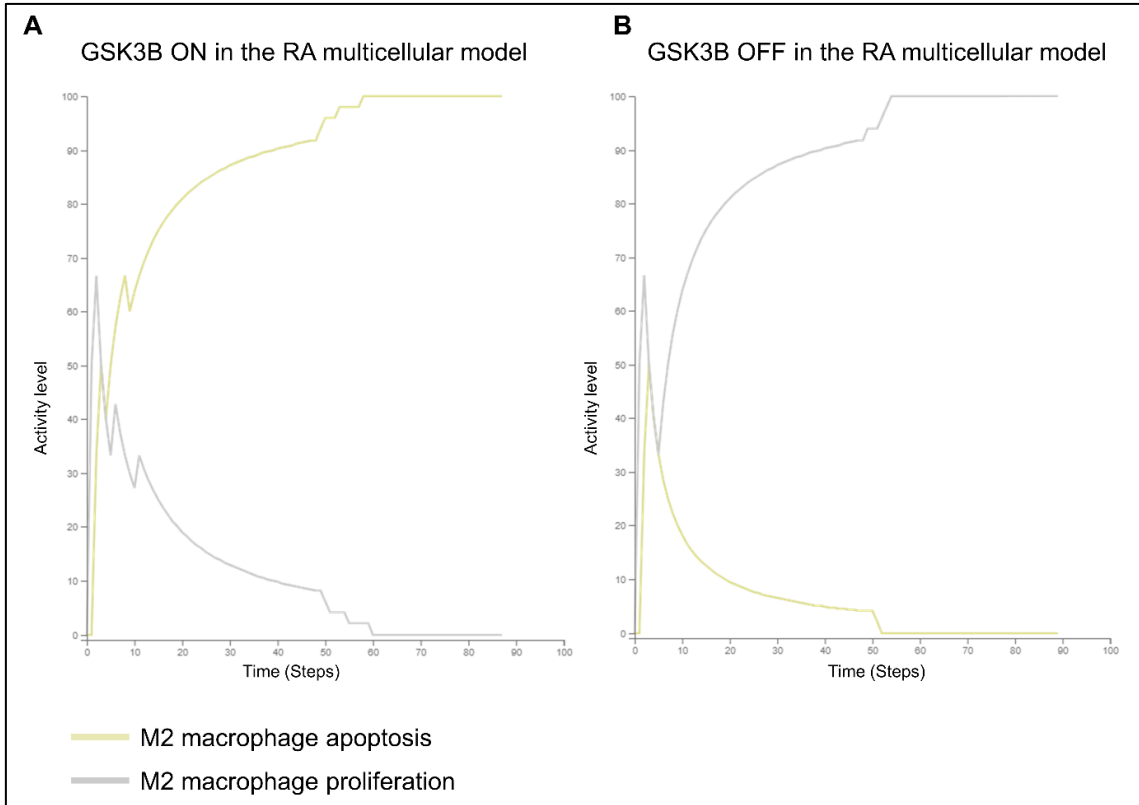 A
GSK3B ON in the RA multicellular model
100
90
80
70
60
50
40
30
20
10
0
Activity level
0 10 20 30 40 50 60 70 80 90 100
Time (Steps)
B
GSK3B OFF in the RA multicellular model
100
90
80
70
60
50
40
30
20
10
0
Activity level
0 10 20 30 40 50 60 70 80 90 100
Time (Steps)
M2 macrophage apoptosis
M2 macrophage proliferation